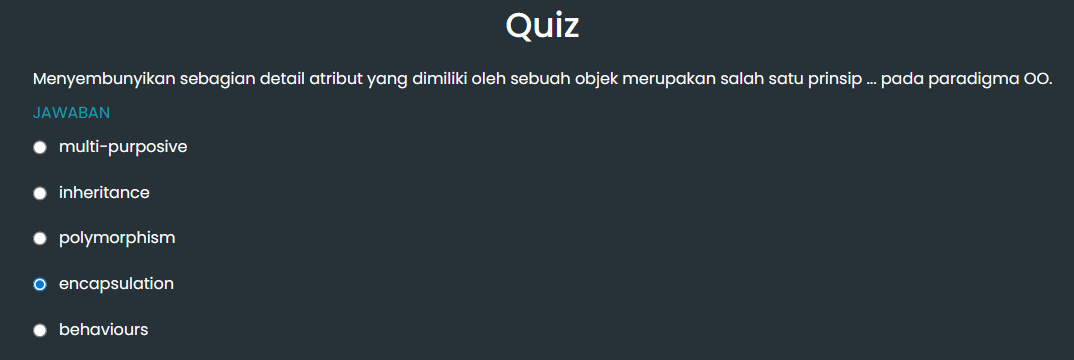 Quiz
Menyembunyikan sebagian detail atribut yang dimiliki oleh sebuah objek merupakan salah satu prinsip ... pada paradigma OO.
JAWABAN
multi-purposive
inheritance
polymorphism
encapsulation
behaviours